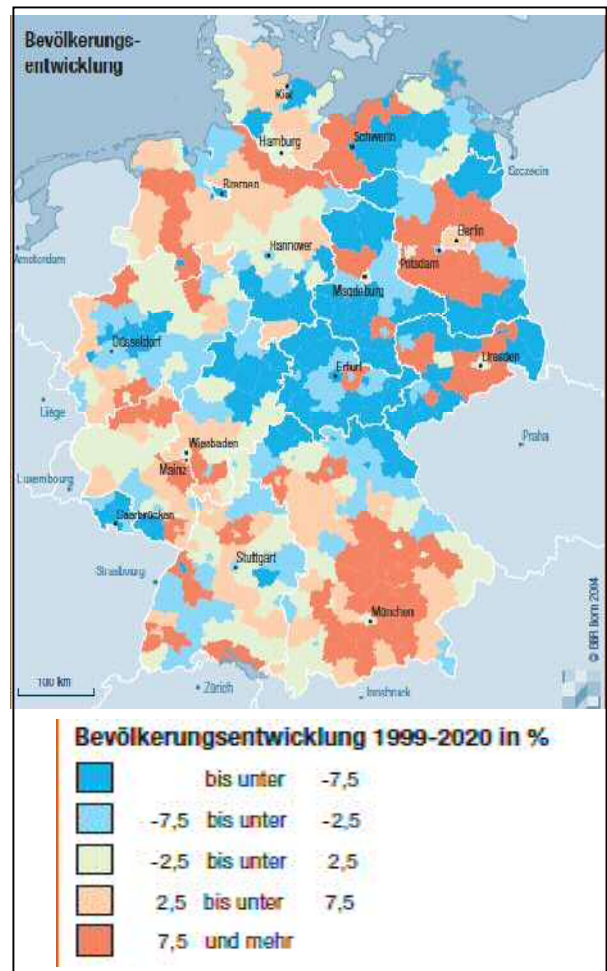 Bevölkerungs-
entwicklung
Kiel
Schwerin
Hamburg
Szczecin
Bremen
Berlin
Amsterdam
Hannover
Potsdam
Magdeburg
Düsseldorf
Erfurt
Dresden
Liège
Praha
Wiesbaden
Luxembourg
Mainz
Saarbrücken
Stuttgart
Strasbourg
München
100 km
Zürich
Innsbruck
© BBR Bonn 2004
Bevölkerungsentwicklung 1999-2020 in %
bis unter -7,5
-7,5 bis unter -2,5
-2,5 bis unter 2,5
2,5 bis unter 7,5
7,5 und mehr